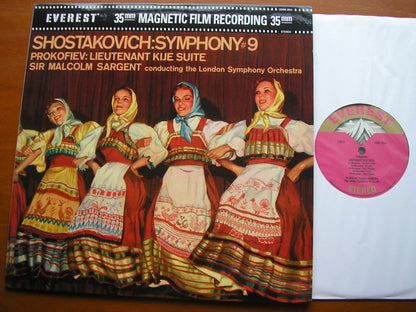 EVEREST 35mm MAGNETIC FILM RECORDING 35mm
STEREO
SHOSTAKOVICH:SYMPHONY#9
PROKOFIEV: LIEUTENANT KIJE SUITE
SIR MALCOLM SARGENT conducting the London Symphony Orchestra
EVEREST
STEREO